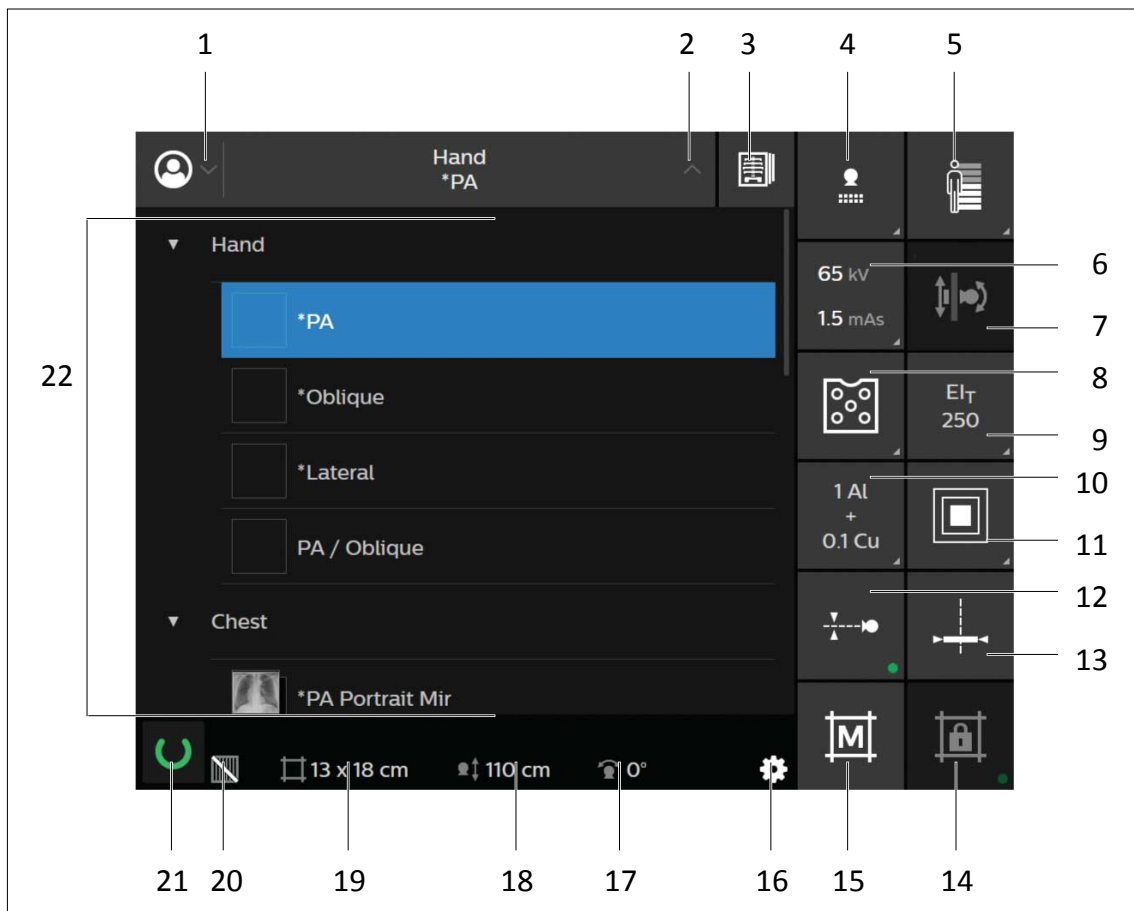 1 2 3 4 5
Hand
*PA
Hand
*PA
*Oblique
*Lateral
PA / Oblique
Chest
*PA Portrait Mir
22
65 kV
1.5 mAs
6
7
8
EI_T
250
9
1 Al
+
0.1 Cu
10
11
12
13
M
13 x 18 cm 110 cm 0°
21 20 19 18 17 16 15 14